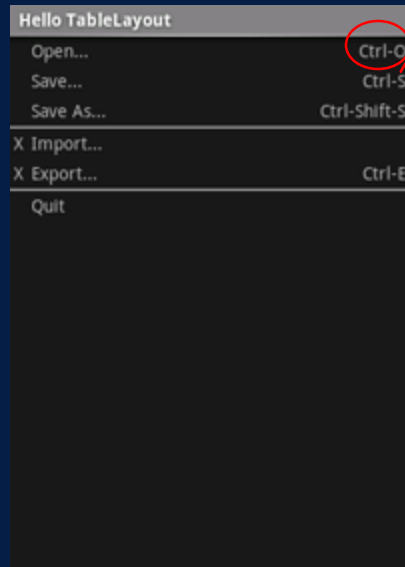 Hello TableLayout
Open... Ctrl-O
Save... Ctrl-S
Save As... Ctrl-Shift-S
X Import...
X Export... Ctrl-E
Quit